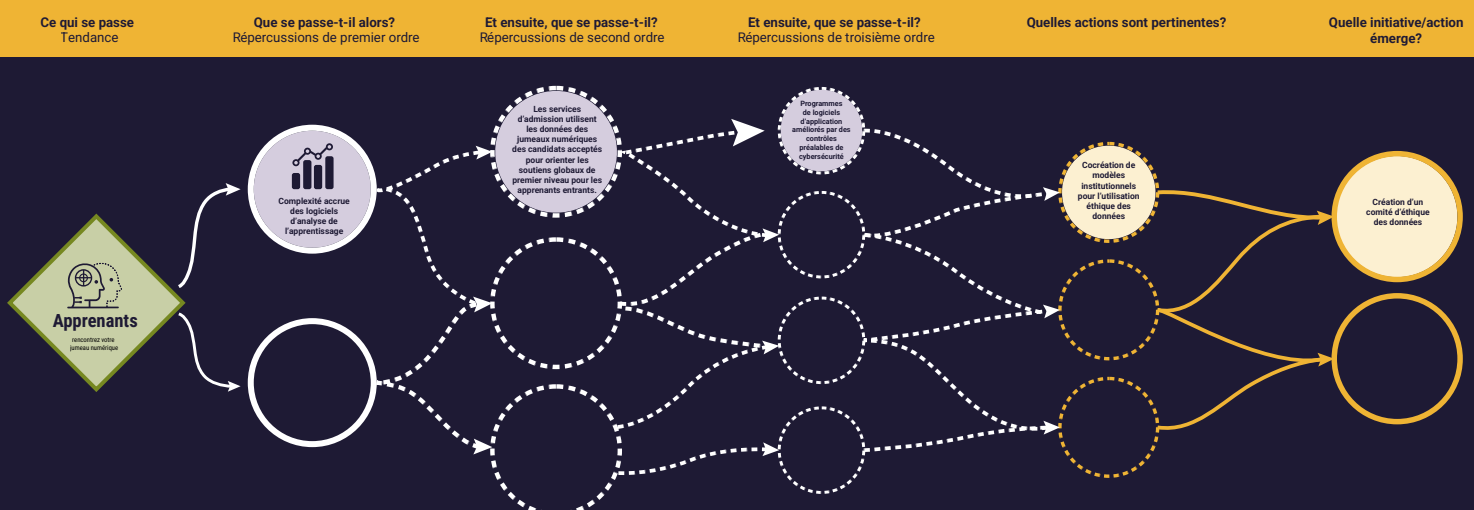 Ce qui se passe
Tendance
Que se passe-t-il alors?
Répercussions de premier ordre
Et ensuite, que se passe-t-il?
Répercussions de second ordre
Et ensuite, que se passe-t-il?
Répercussions de troisième ordre
Quelles actions sont pertinentes?
Quelle initiative/action
émerge?
Apprenants
rencontrez votre
jumeau numérique
Complexité accrue
des logiciels
d'analyse de
l'apprentissage
Les services
d'admission utilisent
les données des
jumeaux numériques
des candidats acceptés
pour orienter les
soutiens globaux de
premier niveau pour les
apprenants entrants.
Programmes
de logiciels
d'application
améliorés par des
contrôles
préalables de
cybersécurité
Cocréation de
modèles
institutionnels
pour l'utilisation
éthique des
données
Création d'un
comité d'éthique
des données